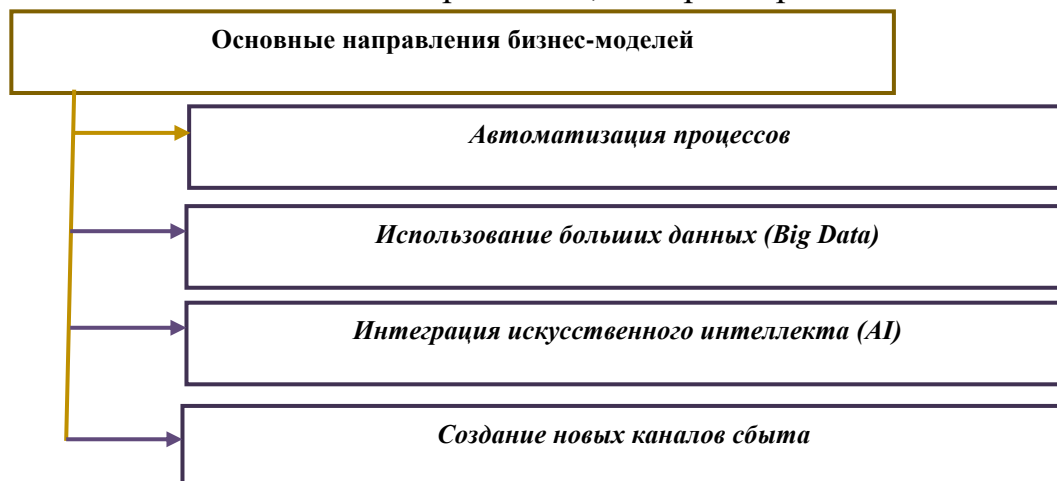 Основные направления бизнес-моделей
Автоматизация процессов
Использование больших данных (Big Data)
Интеграция искусственного интеллекта (AI)
Создание новых каналов сбыта